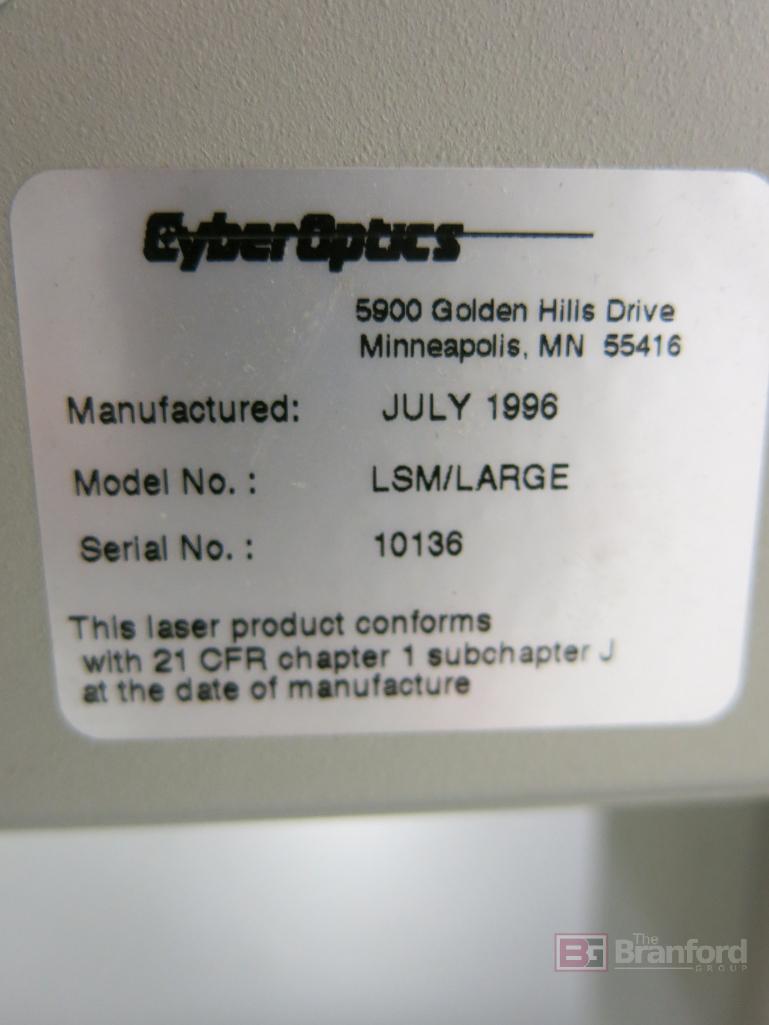 CyberOptics
5900 Golden Hills Drive
Minneapolis, MN 55416
Manufactured: JULY 1996
Model No. : LSM/LARGE
Serial No. : 10136
This laser product conforms
with 21 CFR chapter 1 subchapter J
at the date of manufacture
BG The Branford GROUP